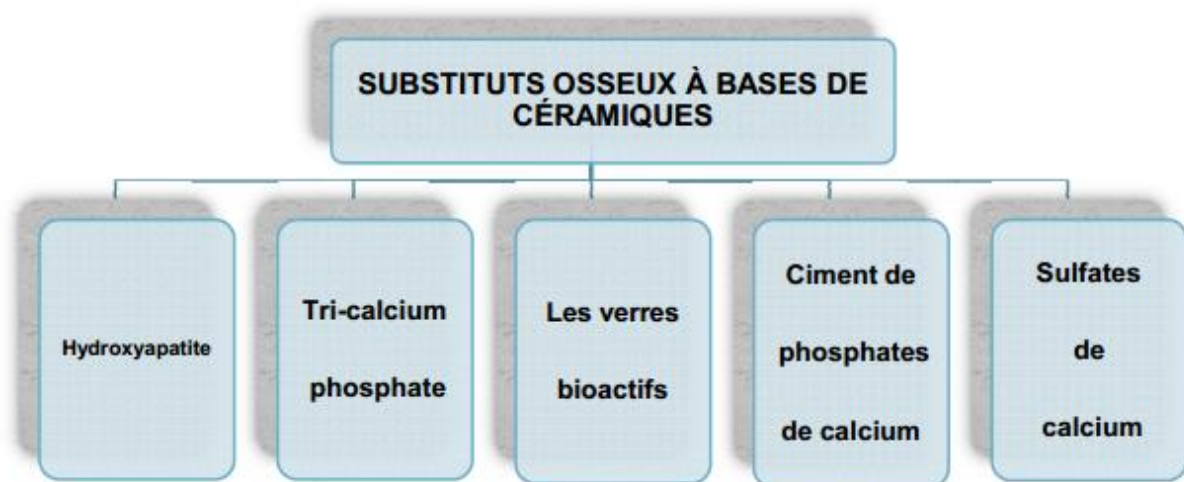 SUBSTITUTS OSSEUX À BASES DE
CÉRAMIQUES
Hydroxyapatite
Tri-calcium
phosphate
Les verres
bioactifs
Ciment de
phosphates
de calcium
Sulfates
de
calcium